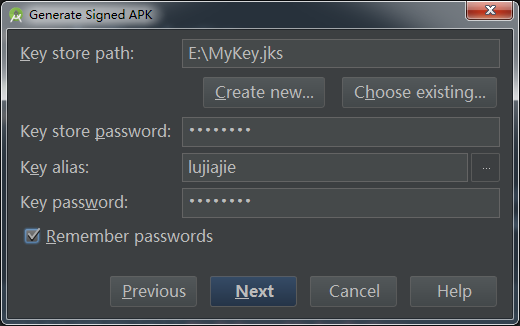 Generate Signed APK
Key store path: E:\MyKey.jks
Create new... Choose existing...
Key store password: ••••••••
Key alias: lujiajie ...
Key password: ••••••••
Remember passwords
Previous Next Cancel Help